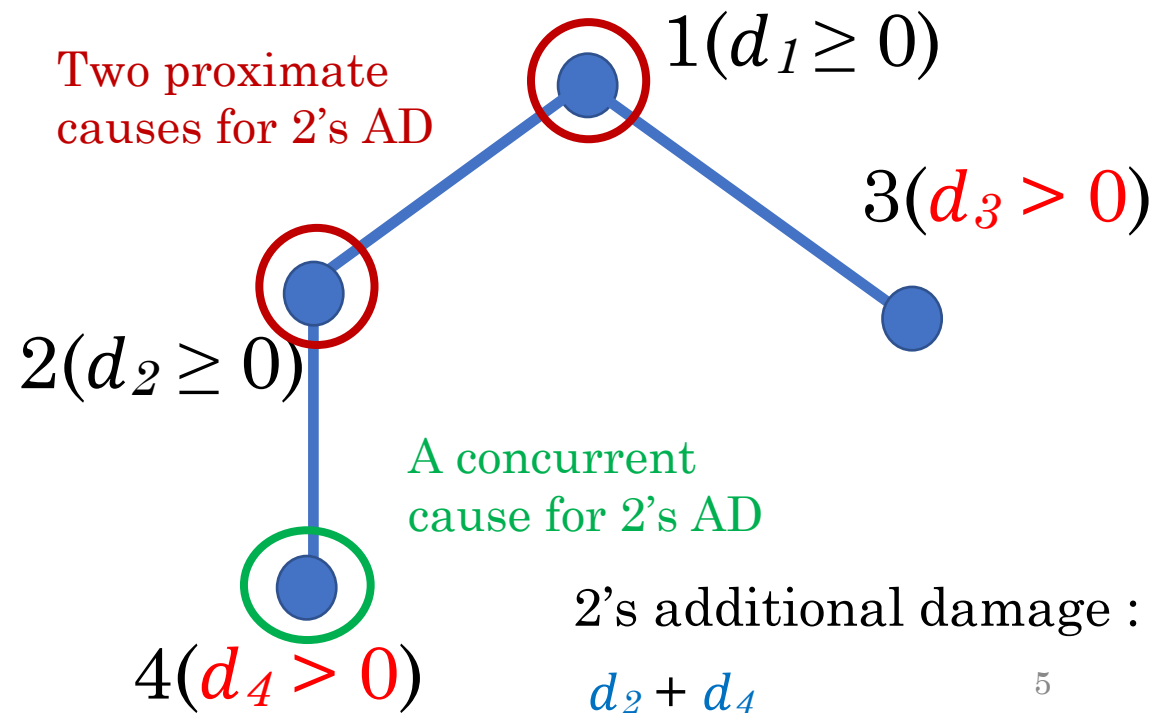 1(d₁ ≥ 0)
Two proximate
causes for 2’s AD
3(d₃ > 0)
2(d₂ ≥ 0)
A concurrent
cause for 2’s AD
2’s additional damage :
4(d₄ > 0)
d₂ + d₄
5